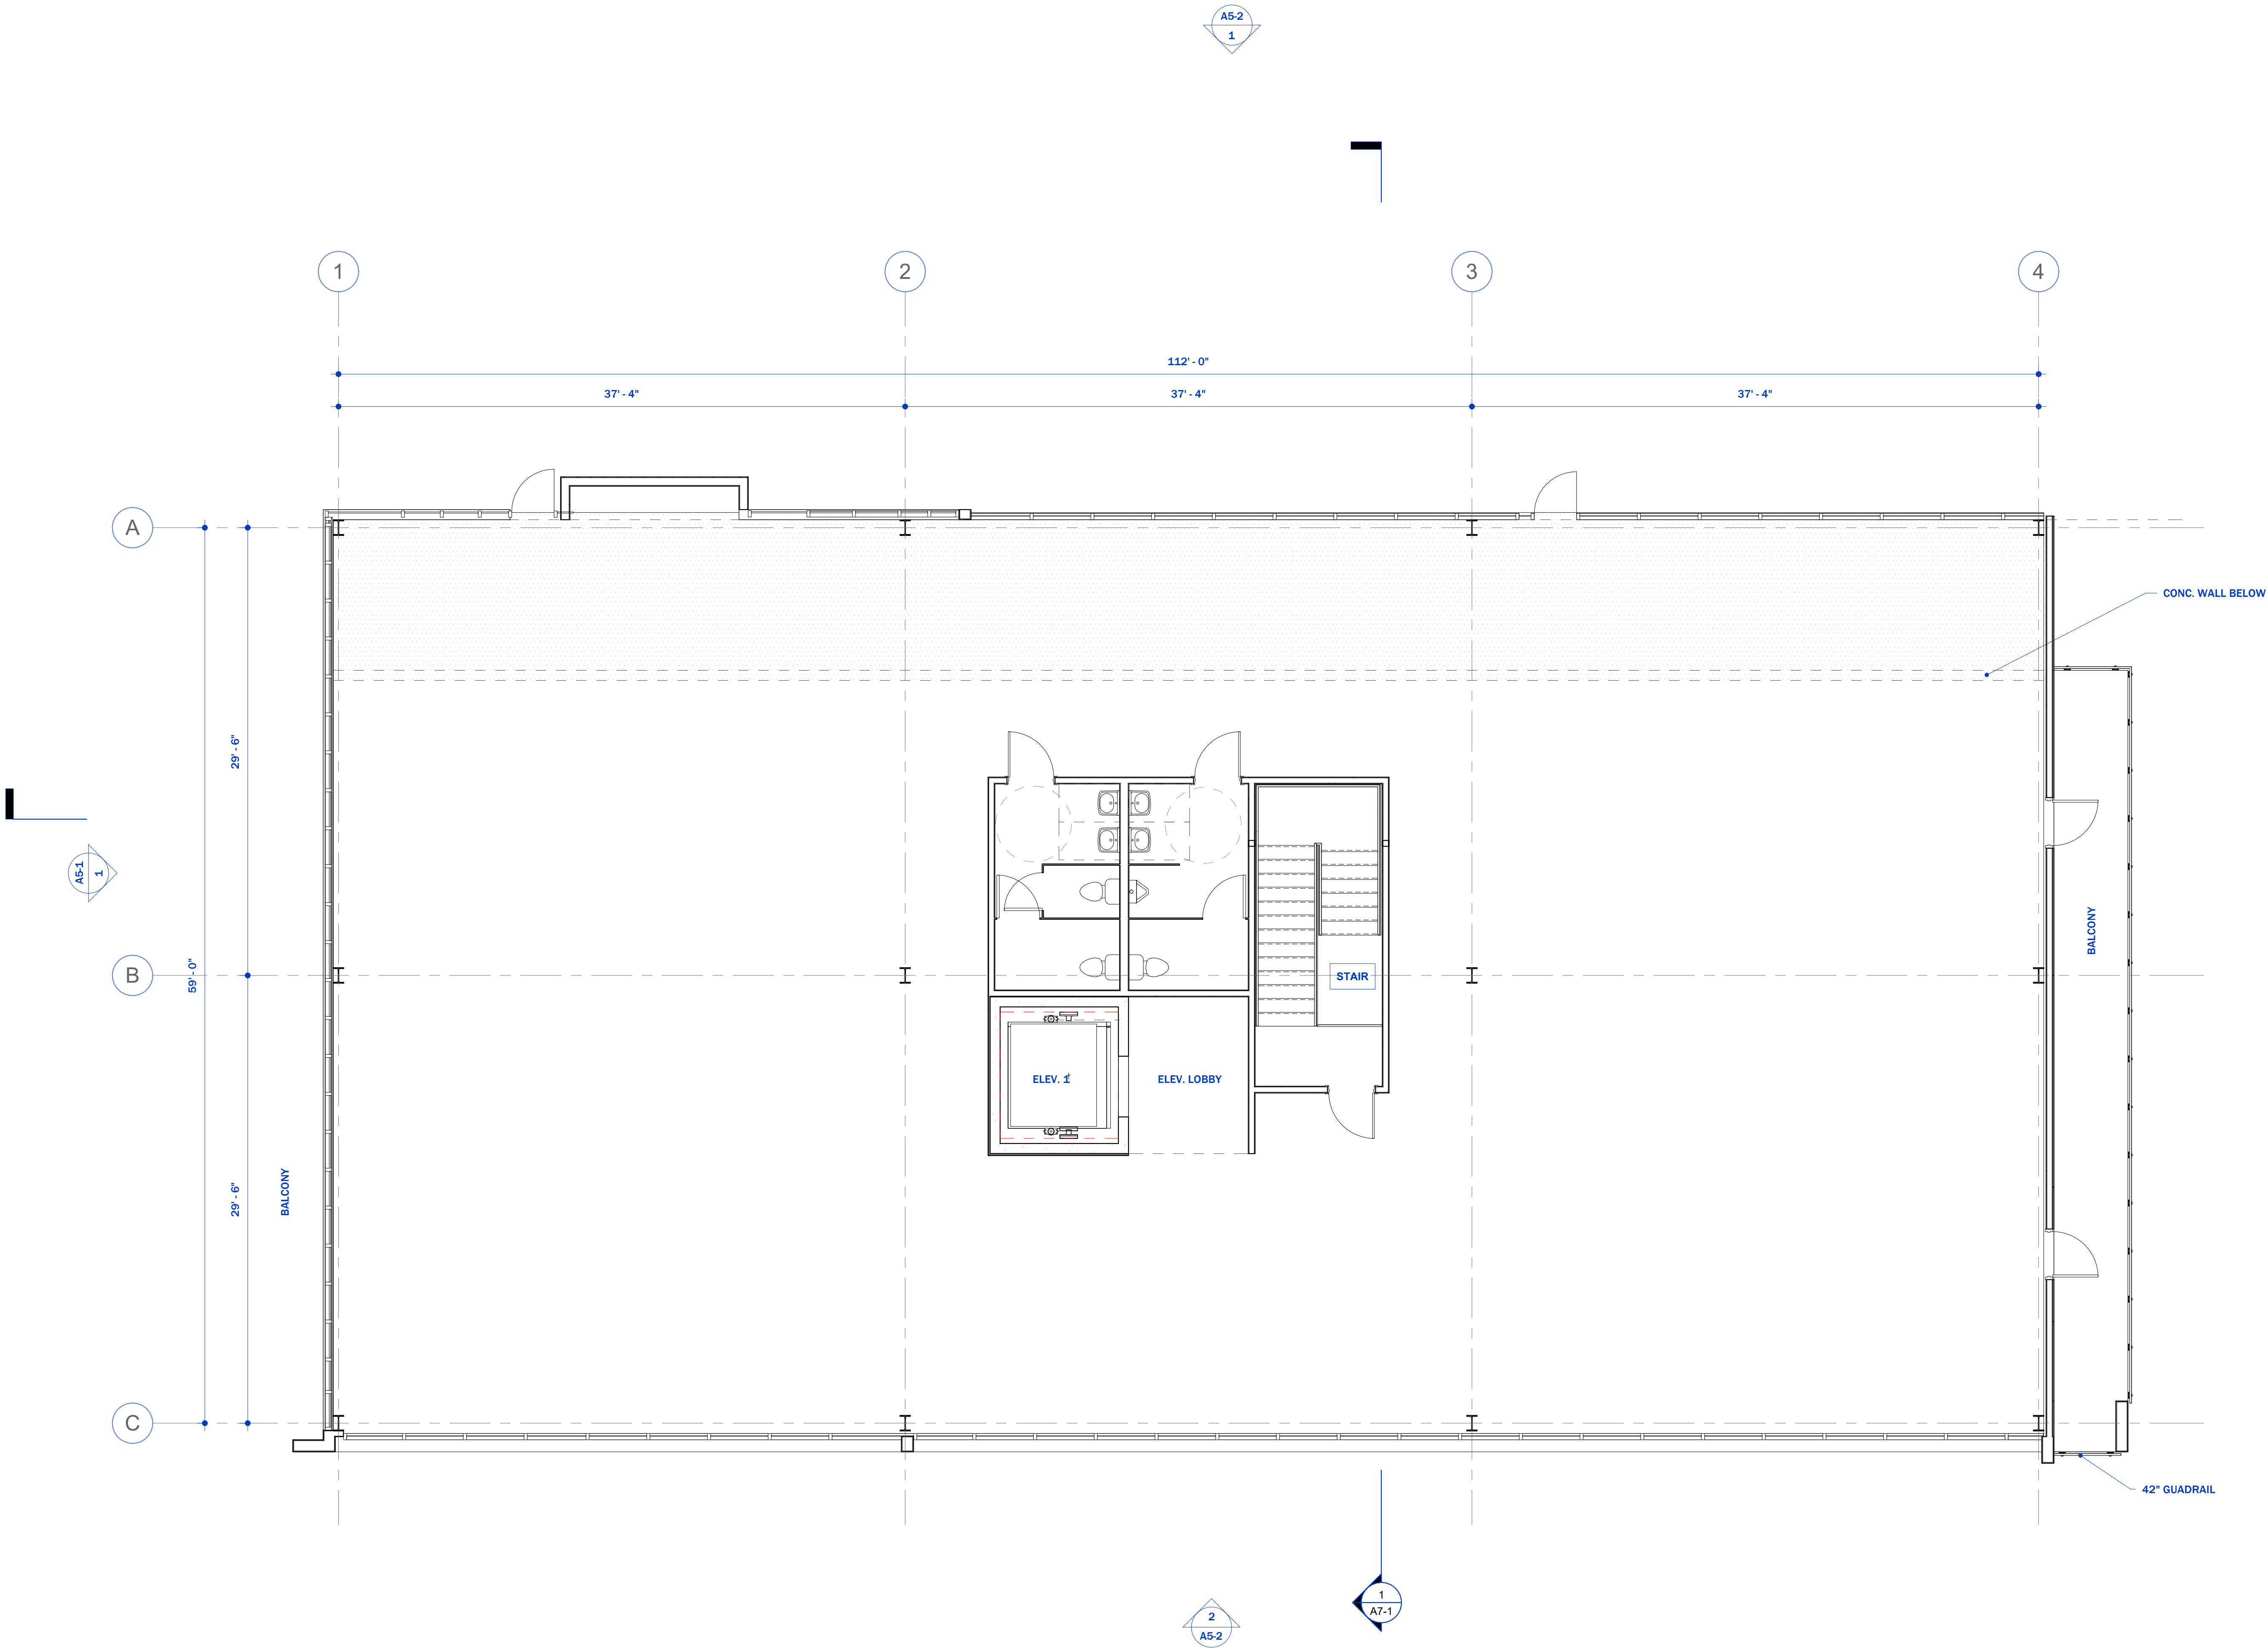 A5-2
1
1
2
3
4
112' - 0"
37' - 4"
37' - 4"
37' - 4"
A
CONC. WALL BELOW
29' - 6"
A5-1
1
BALCONY
B
59' - 0"
STAIR
ELEV. 1
ELEV. LOBBY
29' - 6"
BALCONY
C
42" GUADRAIL
1
A7-1
2
A5-2